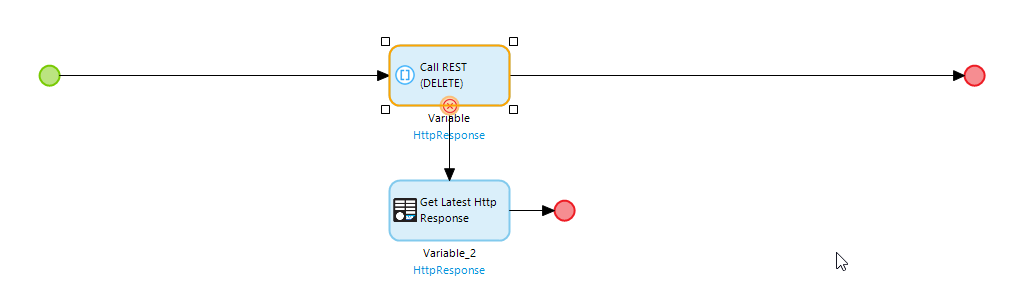 Call REST
(DELETE)
Variable
HttpResponse
Get Latest Http
Response
Variable_2
HttpResponse